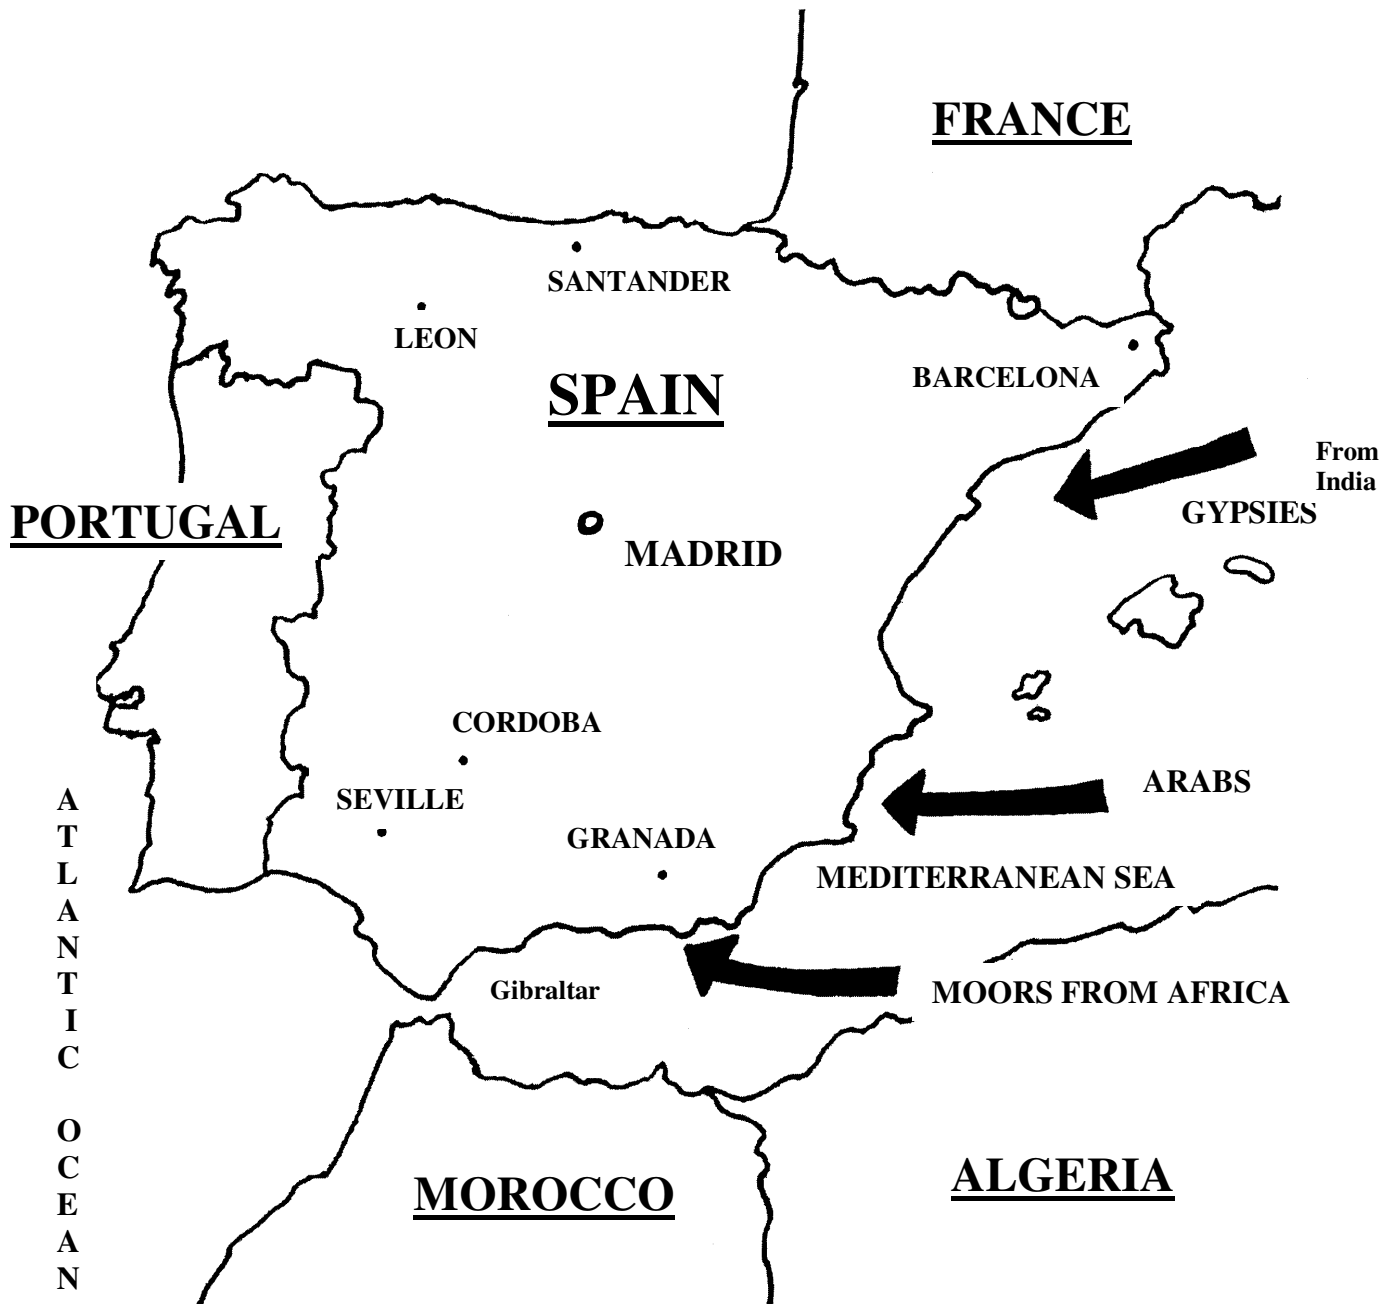 FRANCE
SANTANDER
LEON
BARCELONA
SPAIN
From
India
GYPSIES
PORTUGAL
MADRID
CORDOBA
ARABS
SEVILLE
GRANADA
MEDITERRANEAN SEA
Gibraltar
MOORS FROM AFRICA
ATLANTIC OCEAN
MOROCCO
ALGERIA